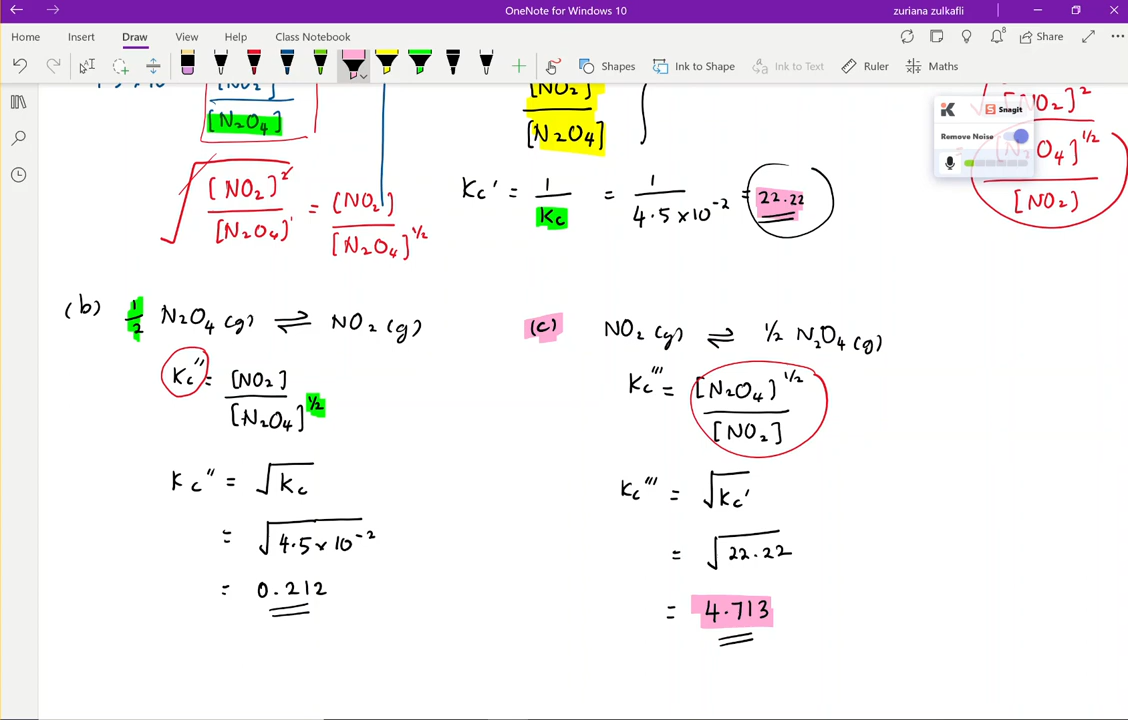 OneNote for Windows 10
zuriana zulkafli
Home Insert Draw View Help Class Notebook
Share
Shapes Ink to Shape Ink to Text Ruler Maths
Snagit
Remove Noise
[NO₂]
[N₂O₄]
[NO₂]
[N₂O₄]
[NO₂]²
[N₂O₄]^1/2
[NO₂]
√([NO₂]² / [N₂O₄]') = [NO₂] / [N₂O₄]^1/2
Kc' = 1/Kc = 1/(4.5×10⁻²) = 22.22
(b) 1/2 N₂O₄(g) ⇌ NO₂(g)
Kc'' = [NO₂] / [N₂O₄]^1/2
Kc'' = √Kc
= √4.5×10⁻²
= 0.212
(c) NO₂(g) ⇌ 1/2 N₂O₄(g)
Kc''' = [N₂O₄]^1/2 / [NO₂]
Kc''' = √Kc'
= √22.22
= 4.713